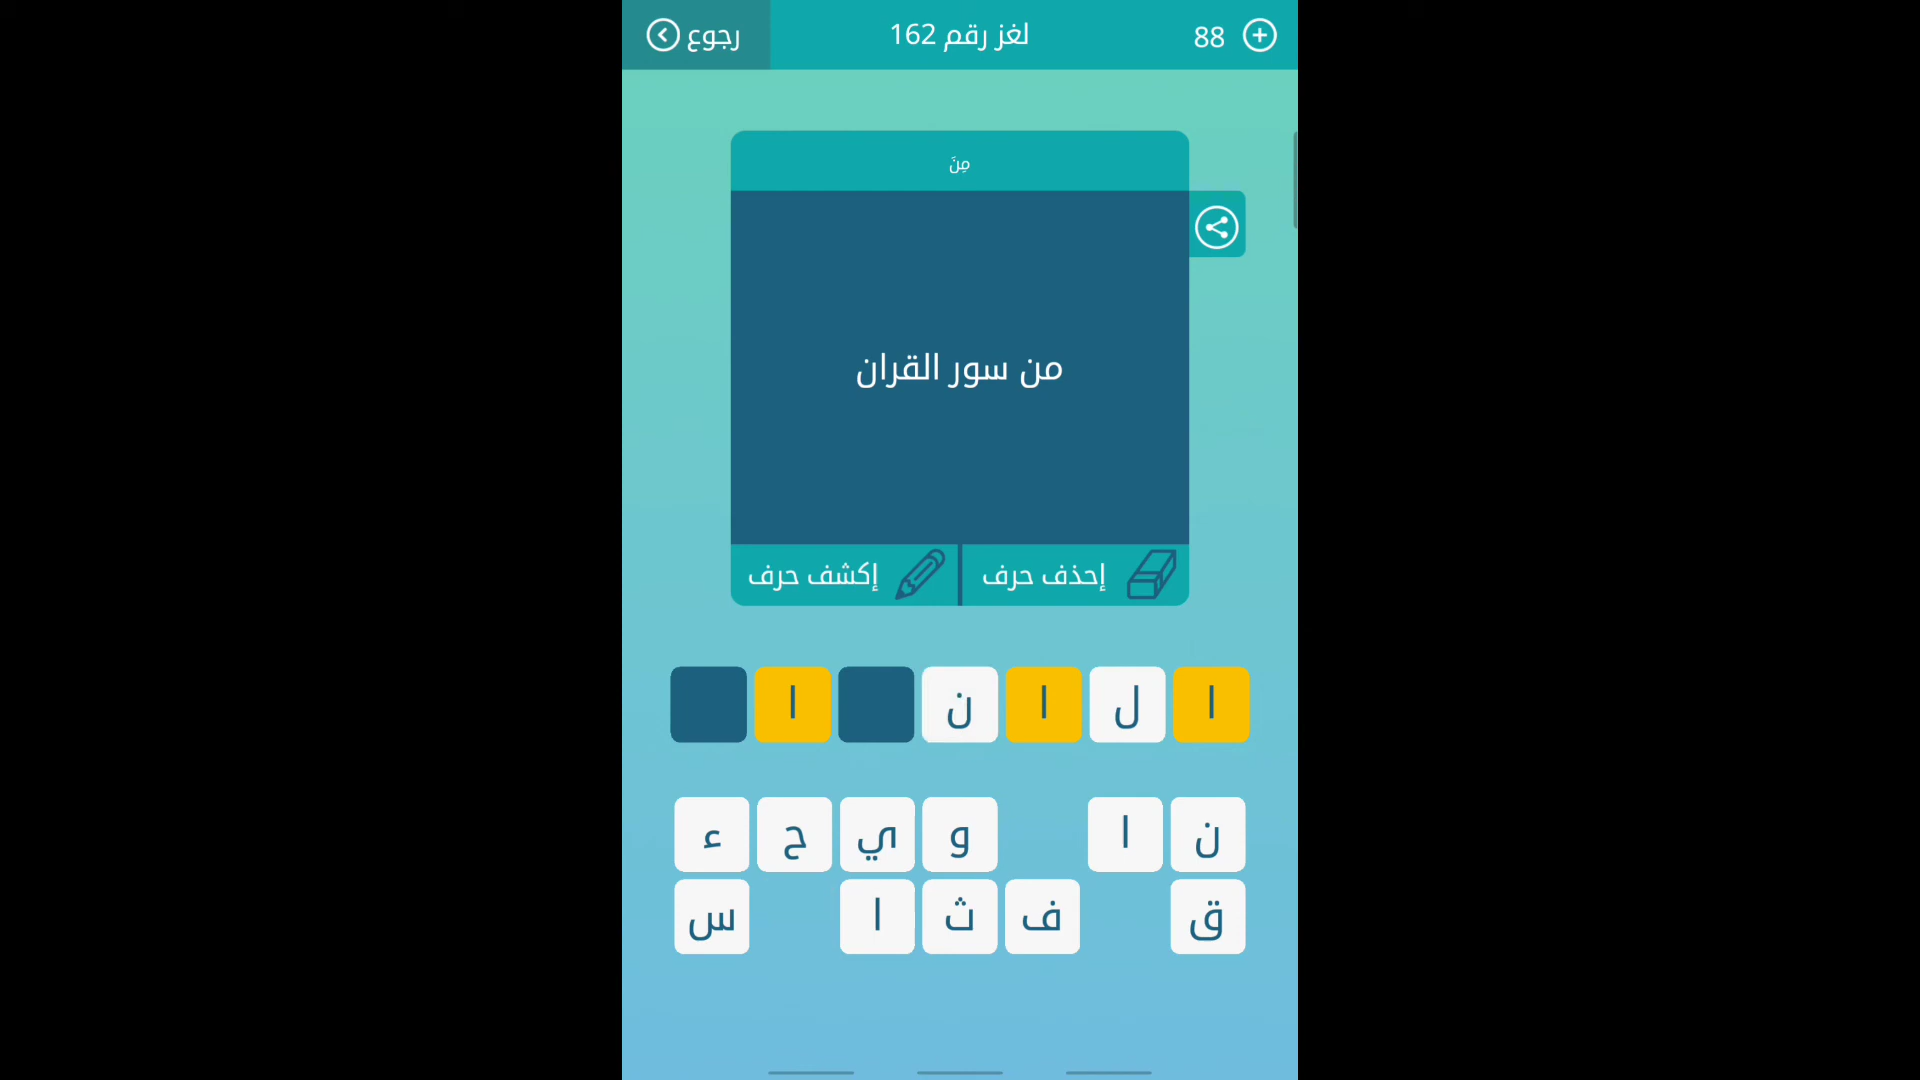 88 لغز رقم 162 رجوع
مِنَ
من سور القران
إحذف حرف إكشف حرف
ا ل ا ن ا
ن ا و ي ح ء
ق ف ث ا س